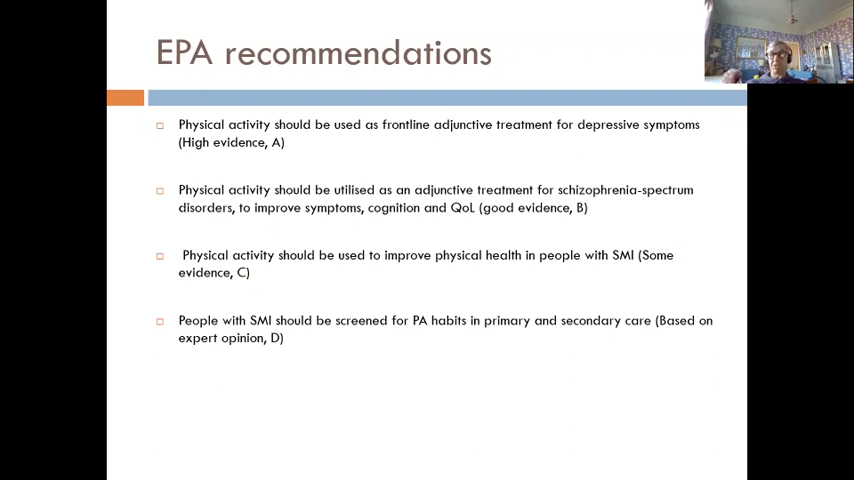 EPA recommendations
Physical activity should be used as frontline adjunctive treatment for depressive symptoms
(High evidence, A)
Physical activity should be utilised as an adjunctive treatment for schizophrenia-spectrum
disorders, to improve symptoms, cognition and QoL (good evidence, B)
Physical activity should be used to improve physical health in people with SMI (Some
evidence, C)
People with SMI should be screened for PA habits in primary and secondary care (Based on
expert opinion, D)